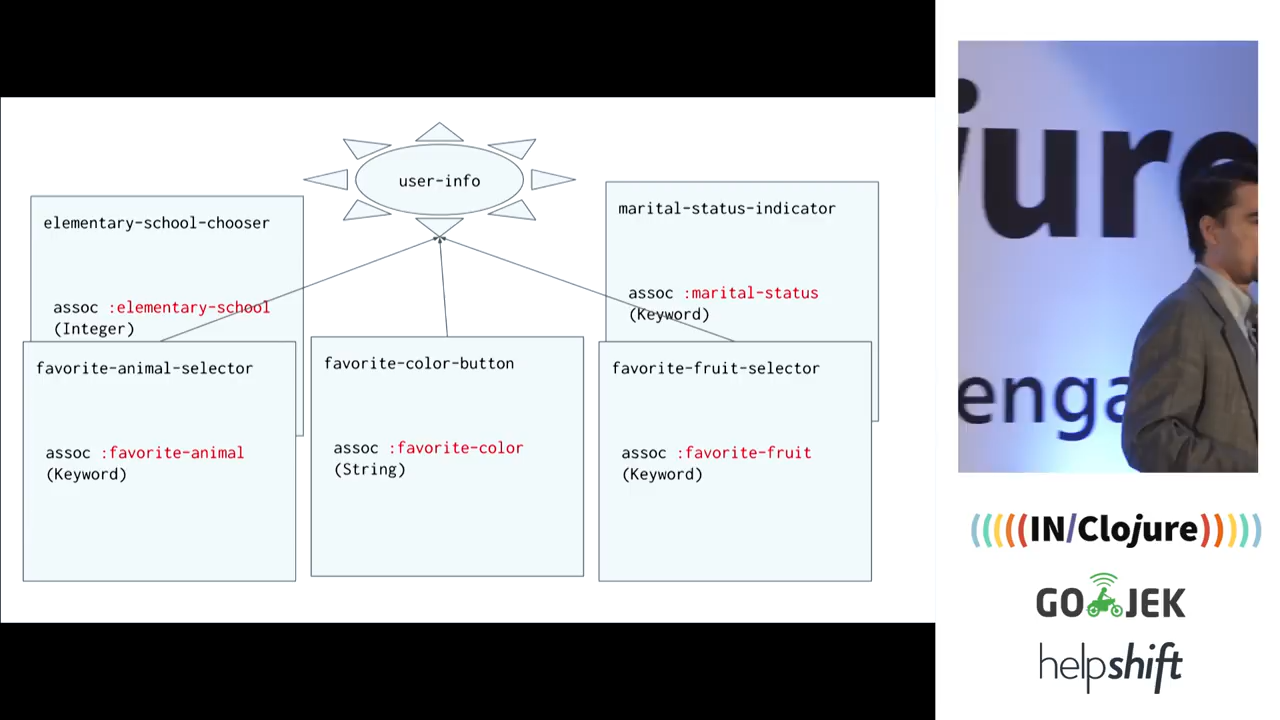 user-info
elementary-school-chooser
assoc :elementary-school
(Integer)
marital-status-indicator
assoc :marital-status
(Keyword)
favorite-animal-selector
assoc :favorite-animal
(Keyword)
favorite-color-button
assoc :favorite-color
(String)
favorite-fruit-selector
assoc :favorite-fruit
(Keyword)
jure
enga
(((((IN/Clojure)))))
GOJEK
helpshift